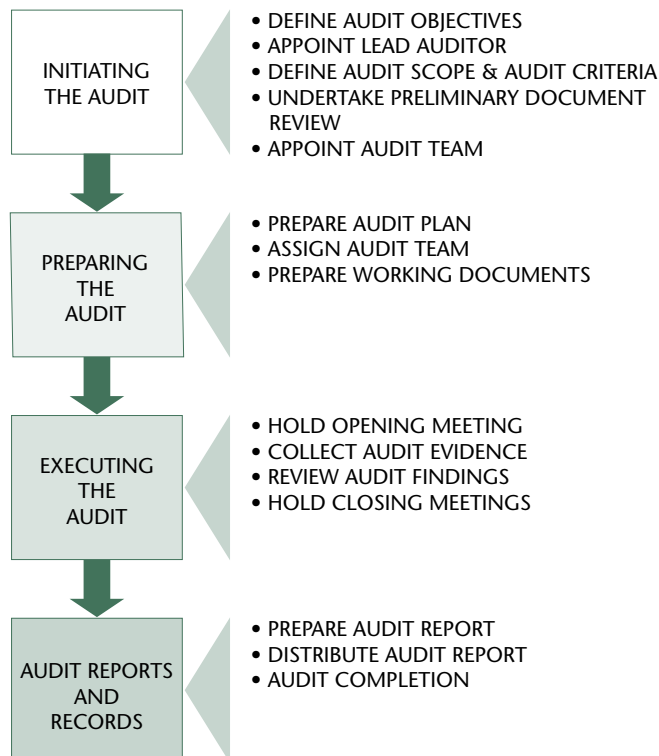 INITIATING
THE AUDIT
• DEFINE AUDIT OBJECTIVES
• APPOINT LEAD AUDITOR
• DEFINE AUDIT SCOPE & AUDIT CRITERIA
• UNDERTAKE PRELIMINARY DOCUMENT
REVIEW
• APPOINT AUDIT TEAM
PREPARING
THE
AUDIT
• PREPARE AUDIT PLAN
• ASSIGN AUDIT TEAM
• PREPARE WORKING DOCUMENTS
EXECUTING
THE
AUDIT
• HOLD OPENING MEETING
• COLLECT AUDIT EVIDENCE
• REVIEW AUDIT FINDINGS
• HOLD CLOSING MEETINGS
AUDIT REPORTS
AND
RECORDS
• PREPARE AUDIT REPORT
• DISTRIBUTE AUDIT REPORT
• AUDIT COMPLETION